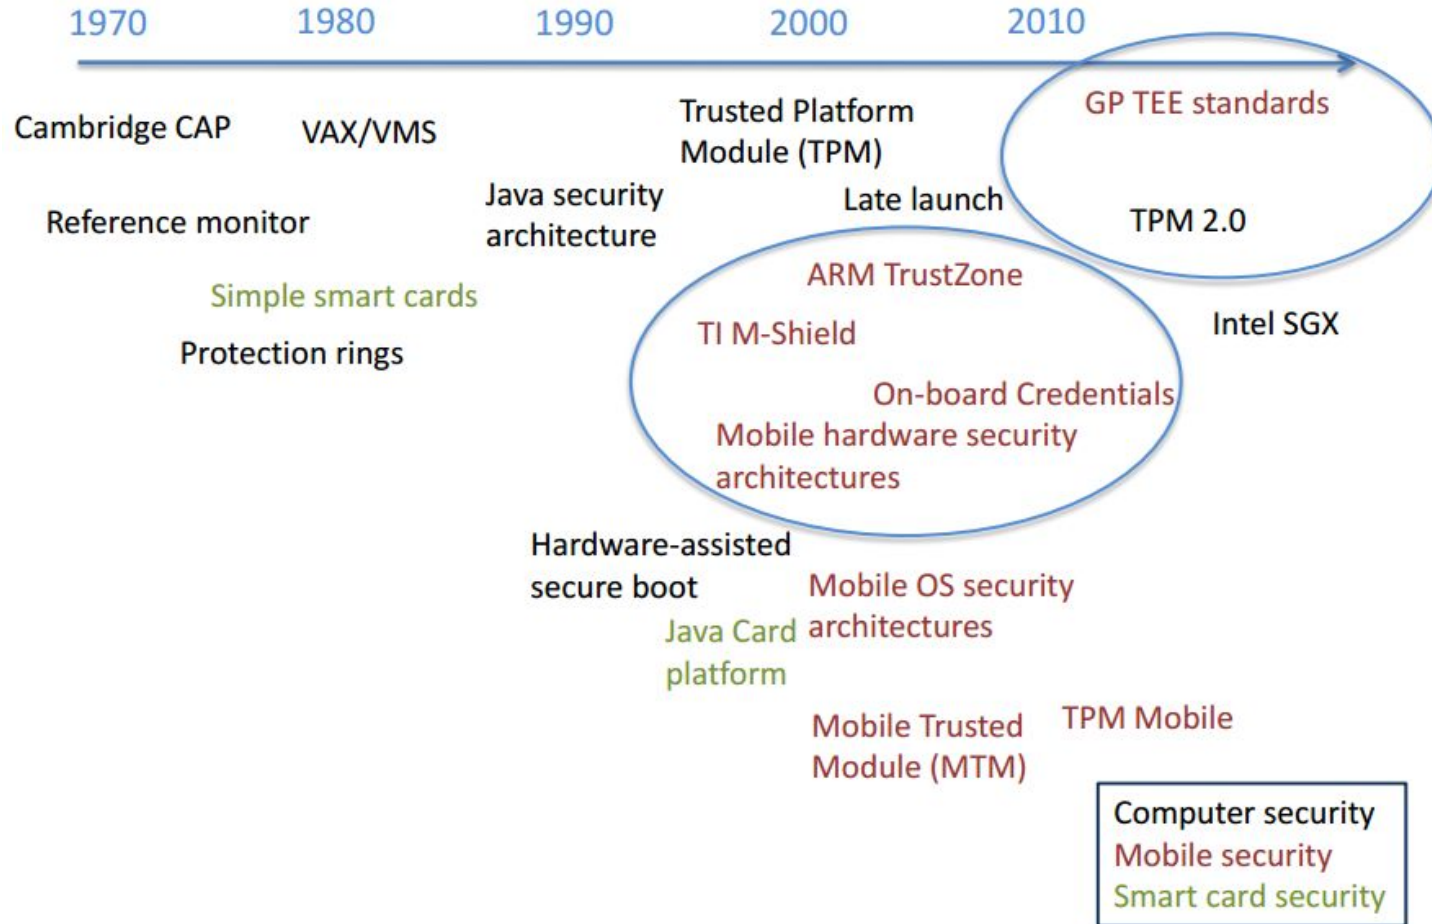 1970 1980 1990 2000 2010
GP TEE standards
Cambridge CAP
VAX/VMS
Trusted Platform
Module (TPM)
Java security
architecture
Late launch
TPM 2.0
Reference monitor
ARM TrustZone
Simple smart cards
TI M-Shield
Intel SGX
Protection rings
On-board Credentials
Mobile hardware security
architectures
Hardware-assisted
secure boot
Mobile OS security
architectures
Java Card
platform
Mobile Trusted
Module (MTM)
TPM Mobile
Computer security
Mobile security
Smart card security